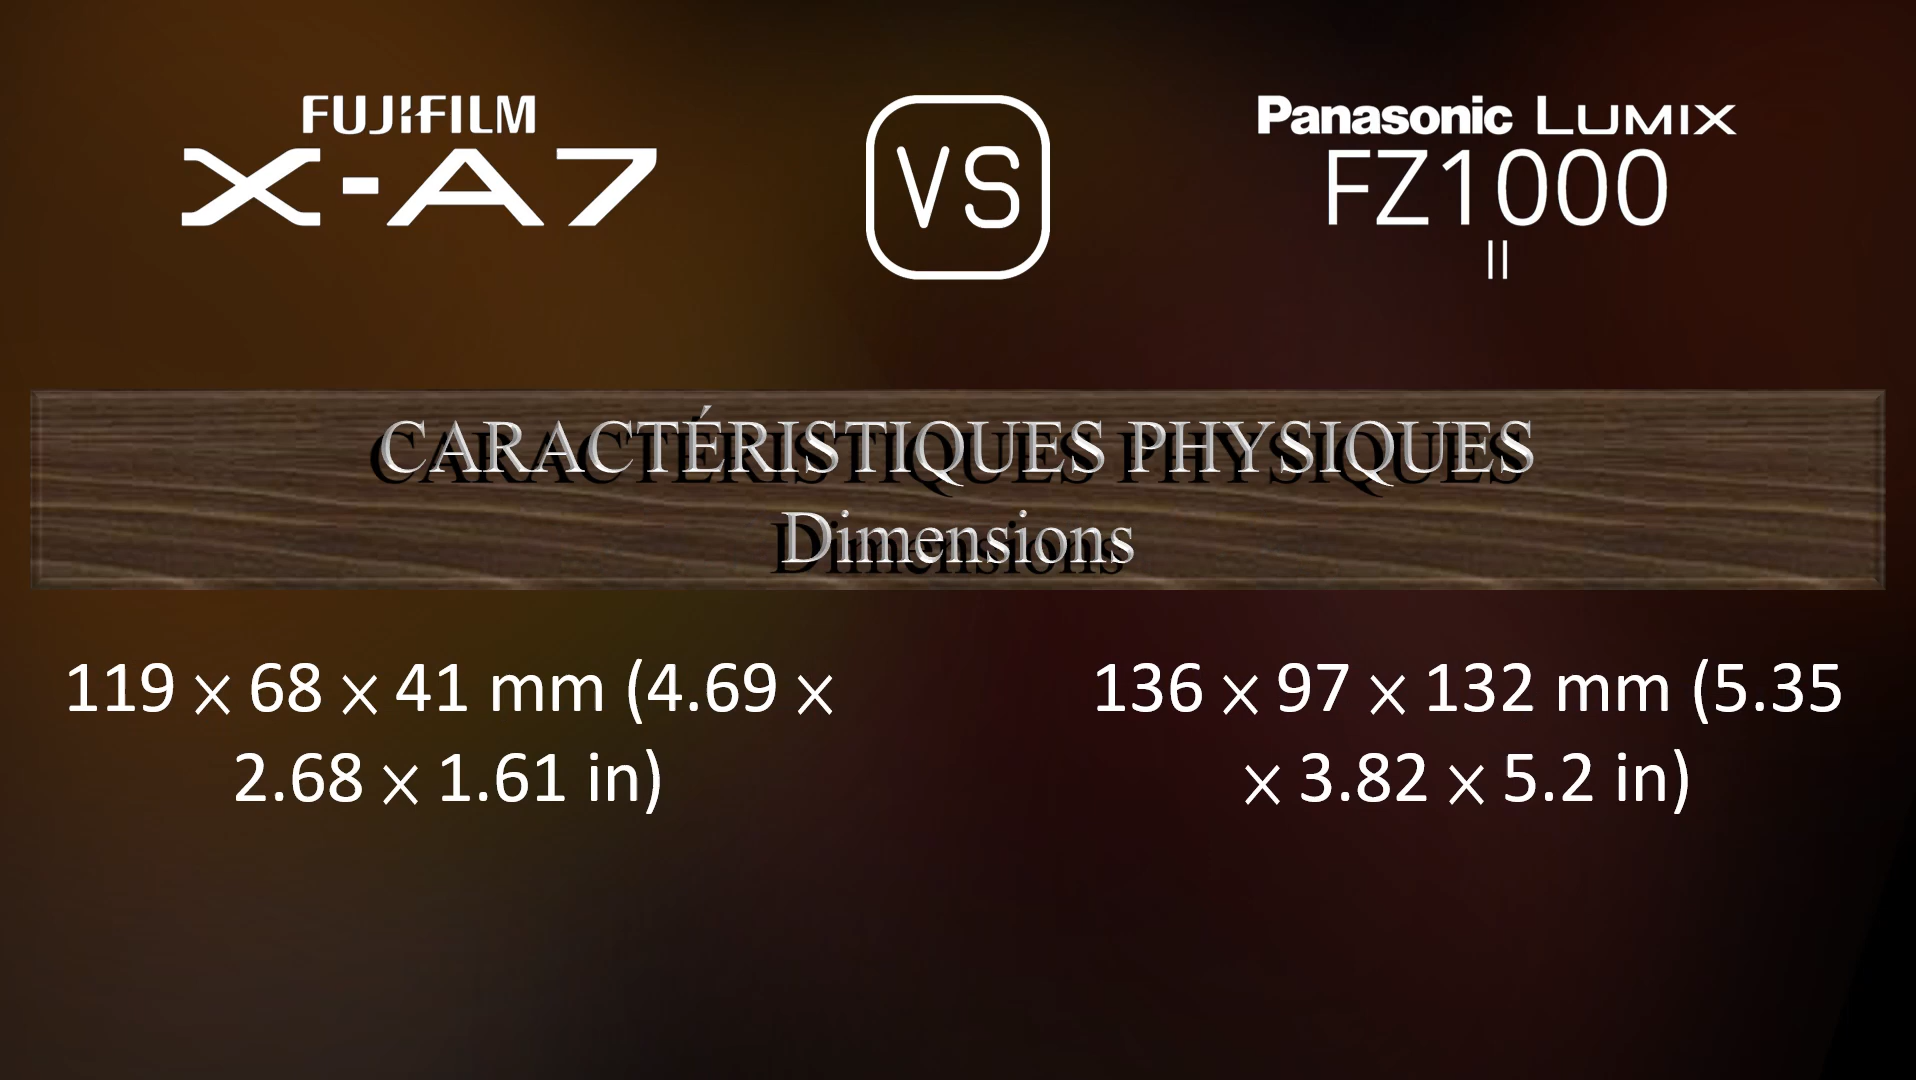 FUJIFILM
X-A7
VS
Panasonic LUMIX
FZ1000
II
CARACTÉRISTIQUES PHYSIQUES
Dimensions
119 x 68 x 41 mm (4.69 x
2.68 x 1.61 in)
136 x 97 x 132 mm (5.35
x 3.82 x 5.2 in)